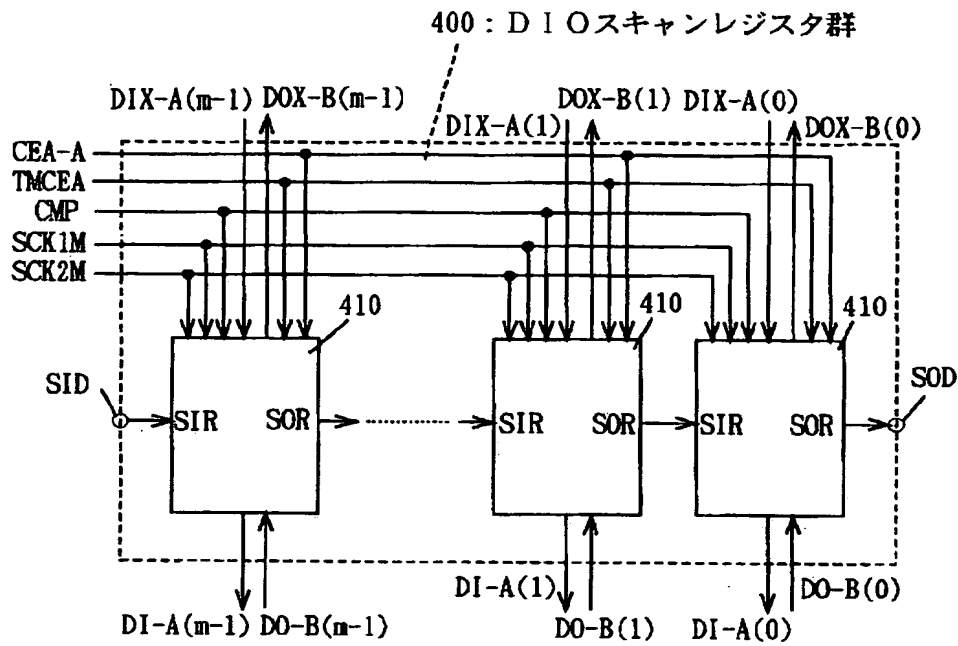 400:DIOスキャンレジスタ群
DIX-A(m-1) DOX-B(m-1)
DIX-A(1)
DOX-B(1)
DIX-A(0)
DOX-B(0)
CEA-A
TMCEA
CMP
SCK1M
SCK2M
410
410
410
SID
SIR SOR
SIR SOR
SIR SOR
SOD
DI-A(m-1) DO-B(m-1)
DI-A(1)
DO-B(1)
DI-A(0)
DO-B(0)